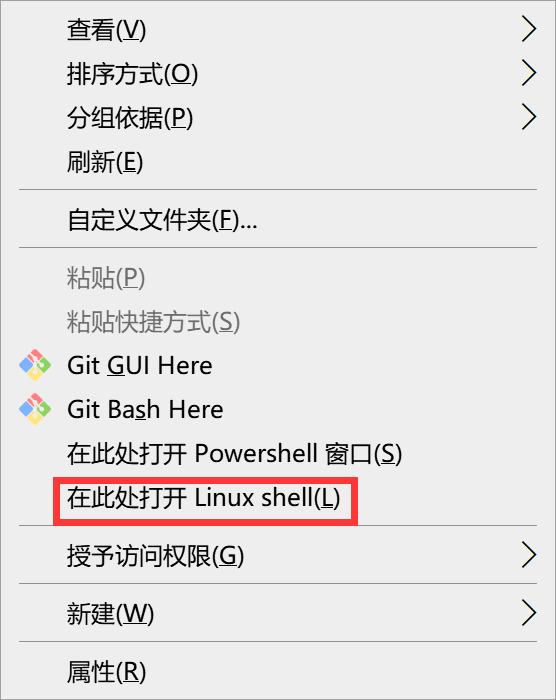 查看(V)
排序方式(O)
分组依据(P)
刷新(E)
自定义文件夹(F)...
粘贴(P)
粘贴快捷方式(S)
Git GUI Here
Git Bash Here
在此处打开 Powershell 窗口(S)
在此处打开 Linux shell(L)
授予访问权限(G)
新建(W)
属性(R)